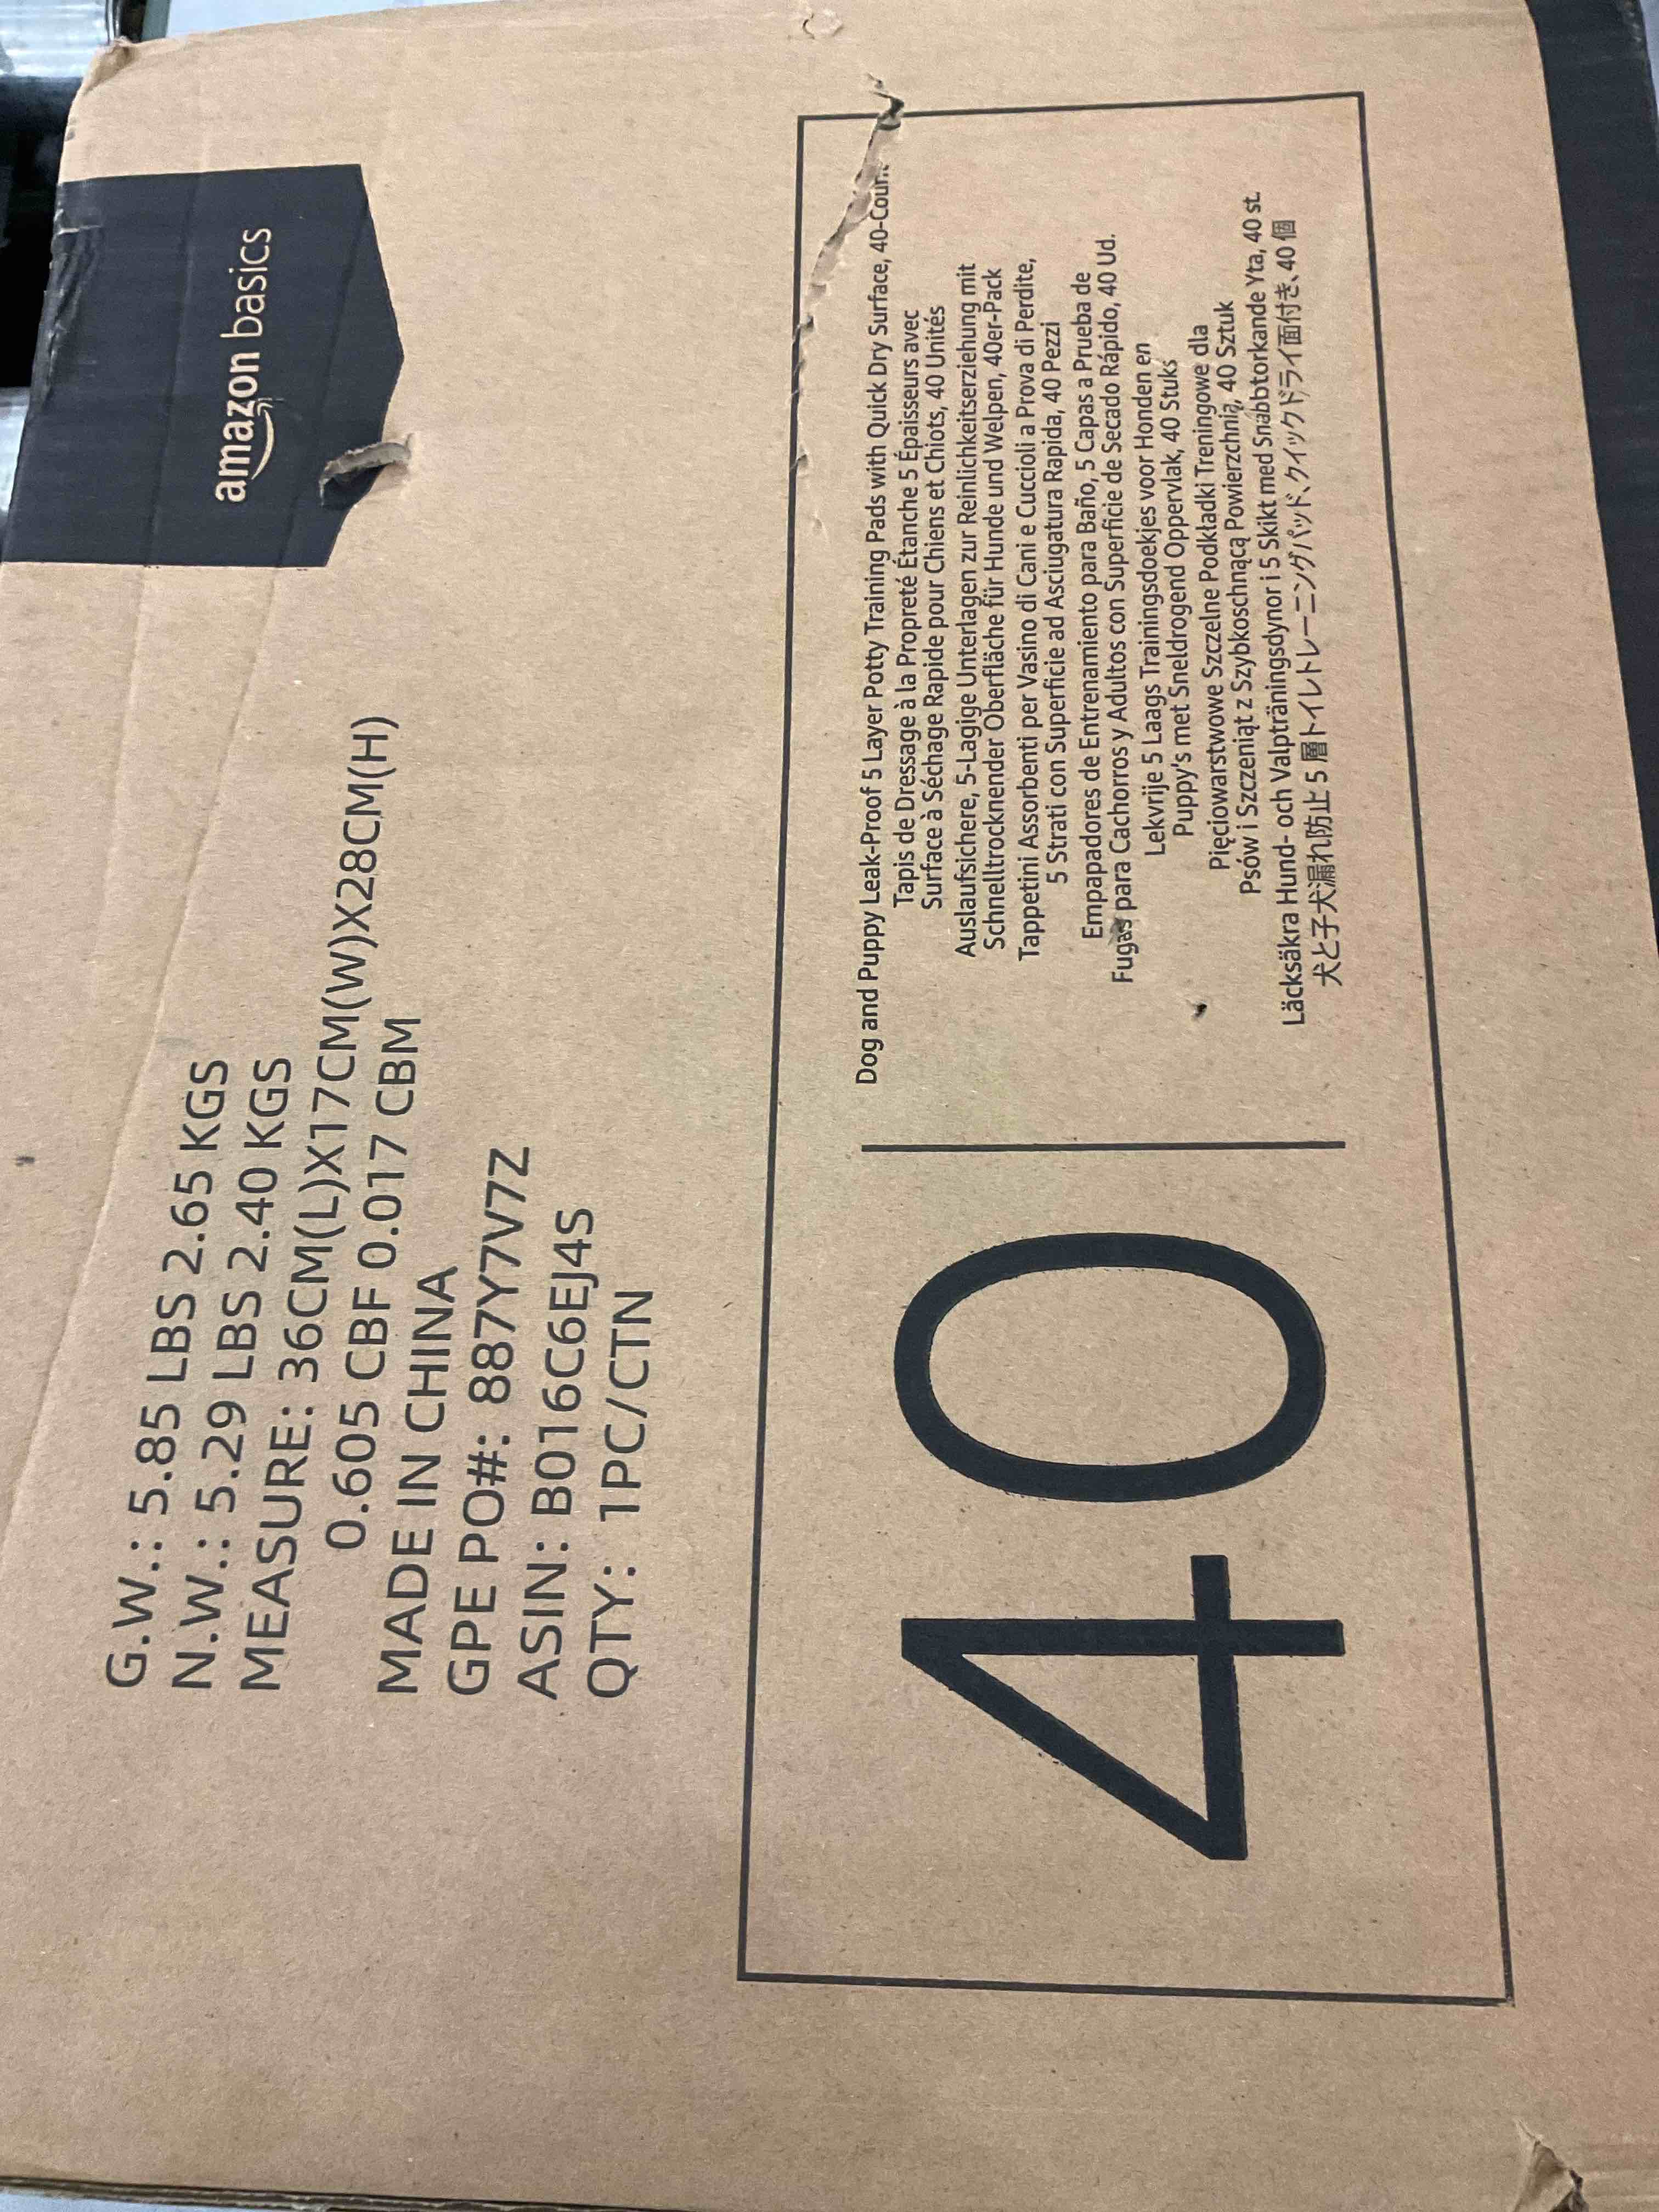 amazon basics
G.W.: 5.85 LBS 2.65 KGS
N.W.: 5.29 LBS 2.40 KGS
MEASURE: 36CM(L)X17CM(W)X28CM(H)
0.605 CBF 0.017 CBM
MADE IN CHINA
GPE PO#: 887Y7V7Z
ASIN: B016C6EJ4S
QTY: 1PC/CTN
40
Dog and Puppy Leak-Proof 5 Layer Potty Training Pads with Quick Dry Surface, 40-Count
Tapis de Dressage à la Propreté Étanche 5 Épaisseurs avec
Surface à Séchage Rapide pour Chiens et Chiots, 40 Unités
Auslaufsichere, 5-Lagige Unterlagen zur Reinlichkeitserziehung mit
Schnelltrocknender Oberfläche für Hunde und Welpen, 40er-Pack
Tappetini Assorbenti per Vasino di Cani e Cuccioli a Prova di Perdite,
5 Strati con Superficie ad Asciugatura Rapida, 40 Pezzi
Empapadores de Entrenamiento para Baño, 5 Capas a Prueba de
Fugas para Cachorros y Adultos con Superficie de Secado Rápido, 40 Ud.
Lekvrije 5 Laags Trainingsdoekjes voor Honden en
Puppy's met Sneldrogend Oppervlak, 40 Stuks
Pięciowarstwowe Szczelne Podkładki Treningowe dla
Psów i Szczeniąt z Szybkoschnącą Powierzchnią, 40 Sztuk
Läcksäkra Hund- och Valpträningsdynor i 5 Skikt med Snabbtorkande Yta, 40 st.
犬と子犬漏れ防止 5 層トイレトレーニングパッド、クイックドライ面付き、40 個